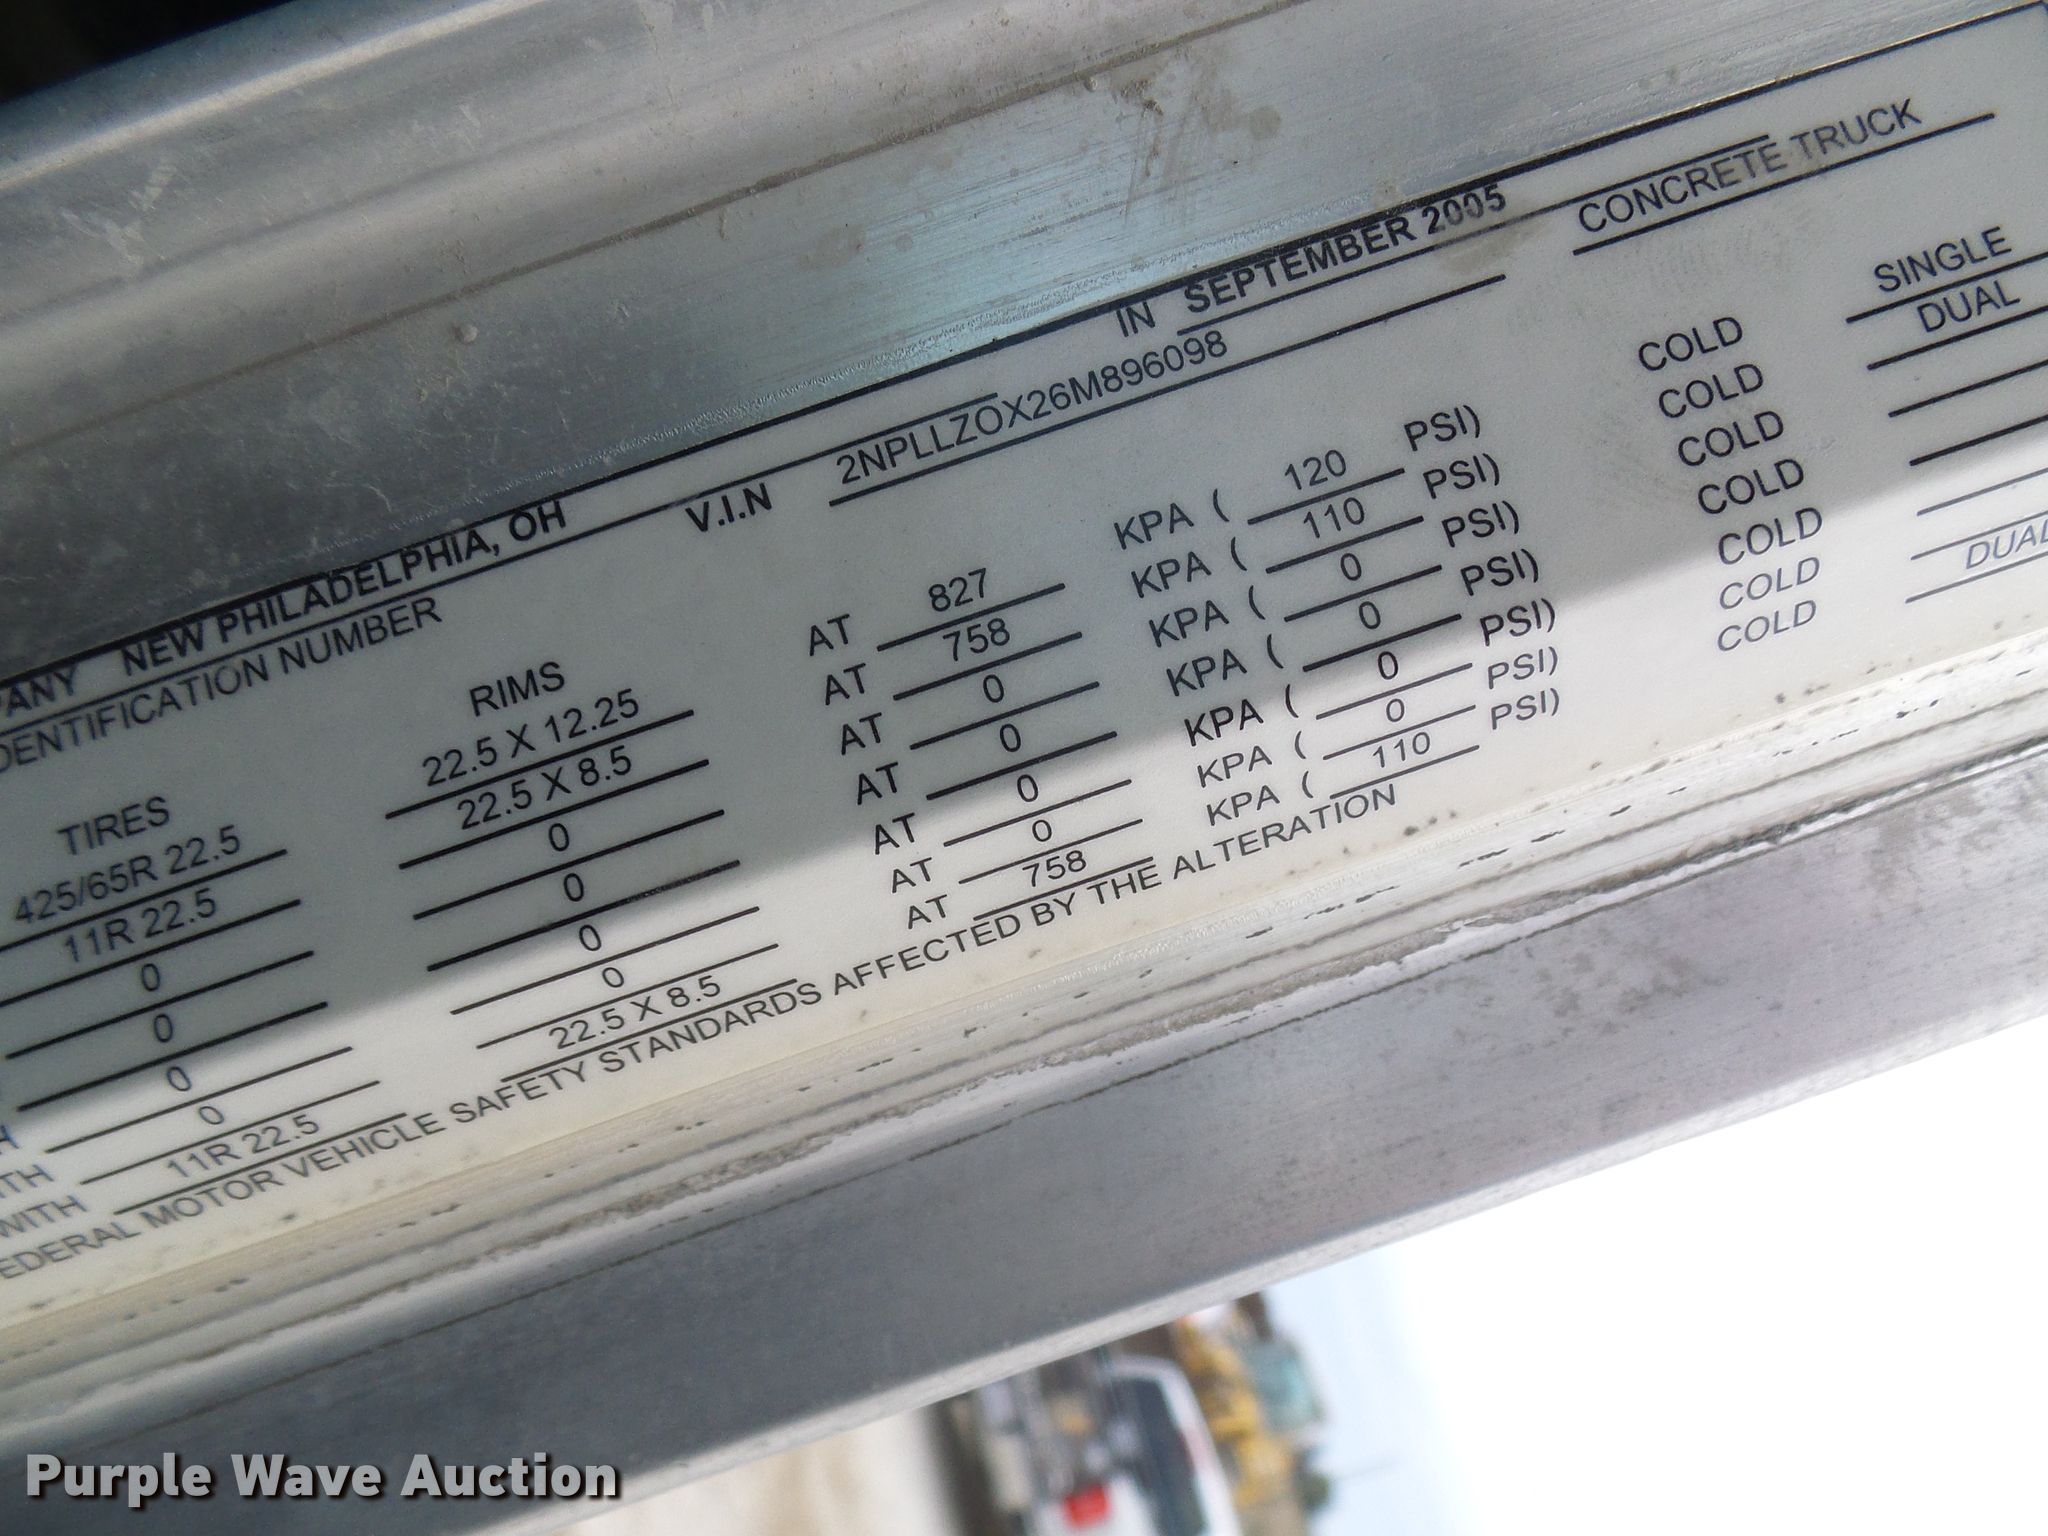 PANY NEW PHILADELPHIA, OH IN SEPTEMBER 2005
DENTIFICATION NUMBER V.I.N 2NPLLZOX26M896098 CONCRETE TRUCK
TIRES RIMS
425/65R 22.5 22.5 X 12.25 AT 827 KPA ( 120 PSI) COLD SINGLE
11R 22.5 22.5 X 8.5 AT 758 KPA ( 110 PSI) COLD DUAL
0 0 AT 0 KPA ( 0 PSI) COLD
0 0 AT 0 KPA ( 0 PSI) COLD
H 0 0 AT 0 KPA ( 0 PSI) COLD
ITH 0 0 AT 0 KPA ( 0 PSI) COLD
WITH 11R 22.5 22.5 X 8.5 AT 758 KPA ( 110 PSI) COLD DUAL
EDERAL MOTOR VEHICLE SAFETY STANDARDS AFFECTED BY THE ALTERATION
Purple Wave Auction